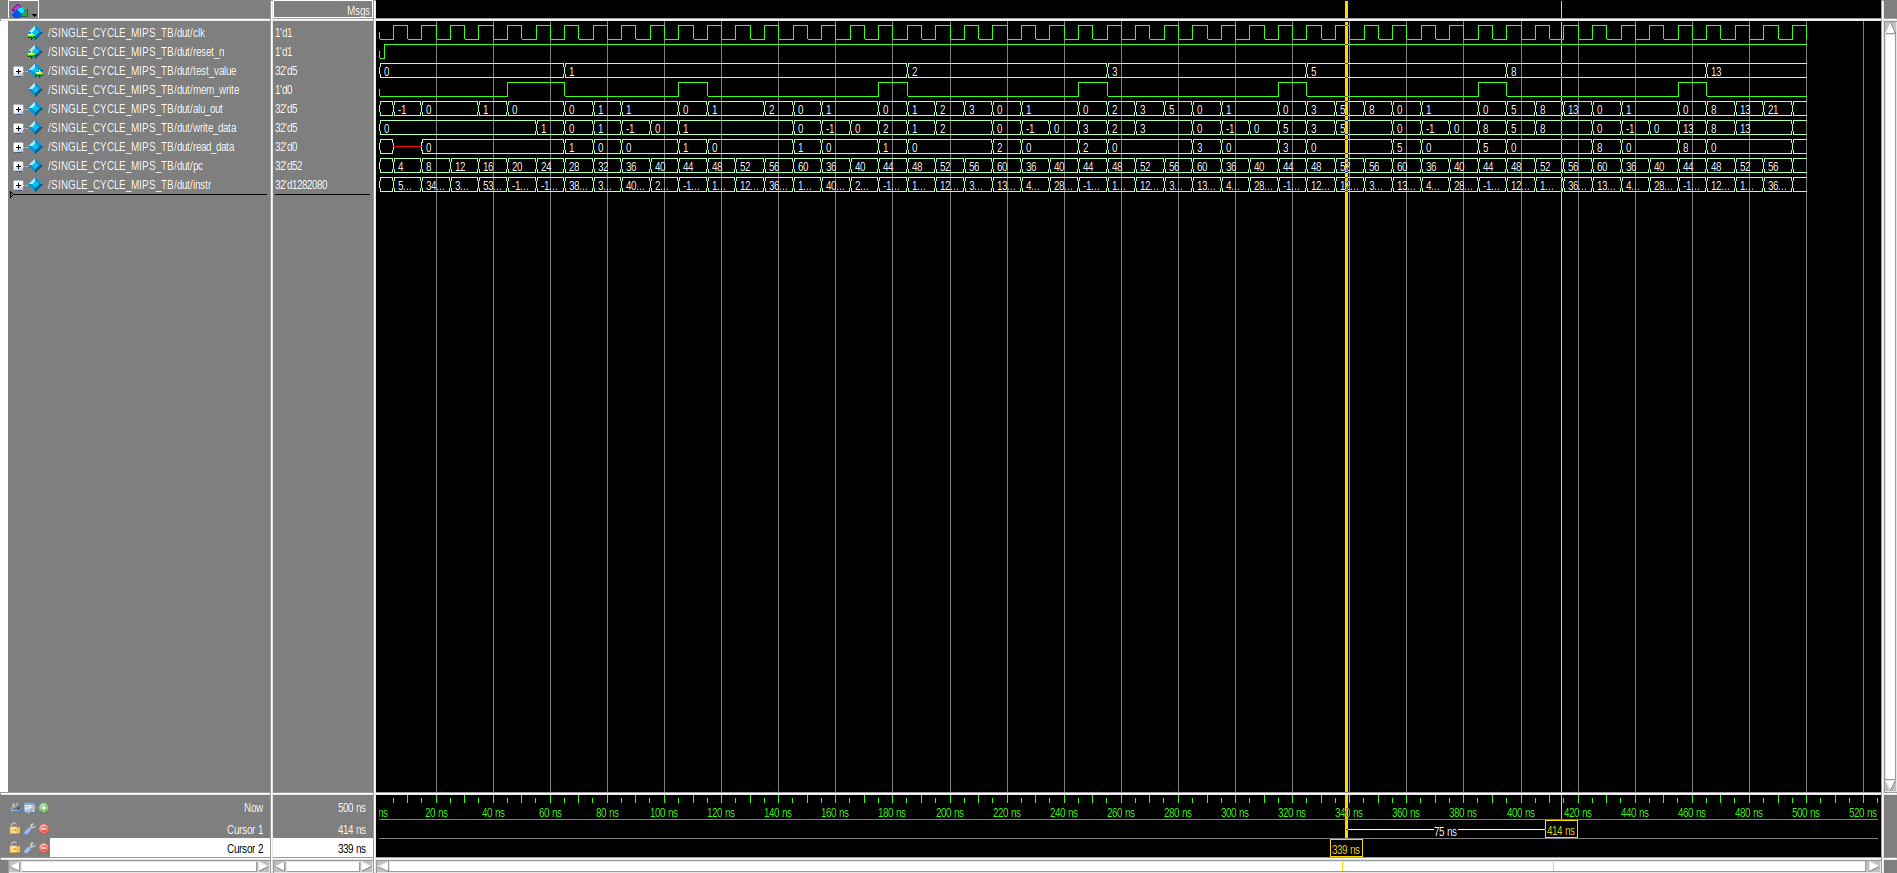 Msgs
/SINGLE_CYCLE_MIPS_TB/dut/clk 1'd1
/SINGLE_CYCLE_MIPS_TB/dut/reset_n 1'd1
/SINGLE_CYCLE_MIPS_TB/dut/test_value 32'd5 0 1 2 3 5 8 13
/SINGLE_CYCLE_MIPS_TB/dut/mem_write 1'd0
/SINGLE_CYCLE_MIPS_TB/dut/alu_out 32'd5 -1 0 1 0 0 1 1 0 1 2 0 1 0 1 2 3 0 1 0 2 3 5 0 1 0 3 5 8 0 1 0 5 8 13 0 1 0 8 13 21
/SINGLE_CYCLE_MIPS_TB/dut/write_data 32'd5 0 1 0 1 -1 0 1 0 -1 0 2 1 2 0 -1 0 3 2 3 0 -1 0 5 3 5 0 -1 0 8 5 8 0 -1 0 13 8 13
/SINGLE_CYCLE_MIPS_TB/dut/read_data 32'd0 0 1 0 0 1 0 1 0 1 0 2 0 2 0 3 0 3 0 5 0 5 0 8 0 8 0
/SINGLE_CYCLE_MIPS_TB/dut/pc 32'd52 4 8 12 16 20 24 28 32 36 40 44 48 52 56 60 36 40 44 48 52 56 60 36 40 44 48 52 56 60 36 40 44 48 52 56 60 36 40 44 48 52 56 60 36 40 44 48 52 56
/SINGLE_CYCLE_MIPS_TB/dut/instr 32'd1282080 5... 34... 3... 53... -1... -1... 38... 3... 40... 2... -1... 1... 12... 36... 1... 40... 2... -1... 1... 12... 3... 13... 4... 28... -1... 1... 12... 3... 13... 4... 28... -1... 12... 12... 3... 13... 4... 28... -1... 12... 1... 36... 13... 4... 28... -1... 12... 1... 36...
Now 500 ns
ns 20 ns 40 ns 60 ns 80 ns 100 ns 120 ns 140 ns 160 ns 180 ns 200 ns 220 ns 240 ns 260 ns 280 ns 300 ns 320 ns 340 ns 360 ns 380 ns 400 ns 420 ns 440 ns 460 ns 480 ns 500 ns 520 ns
Cursor 1 414 ns 75 ns 414 ns
Cursor 2 339 ns 339 ns